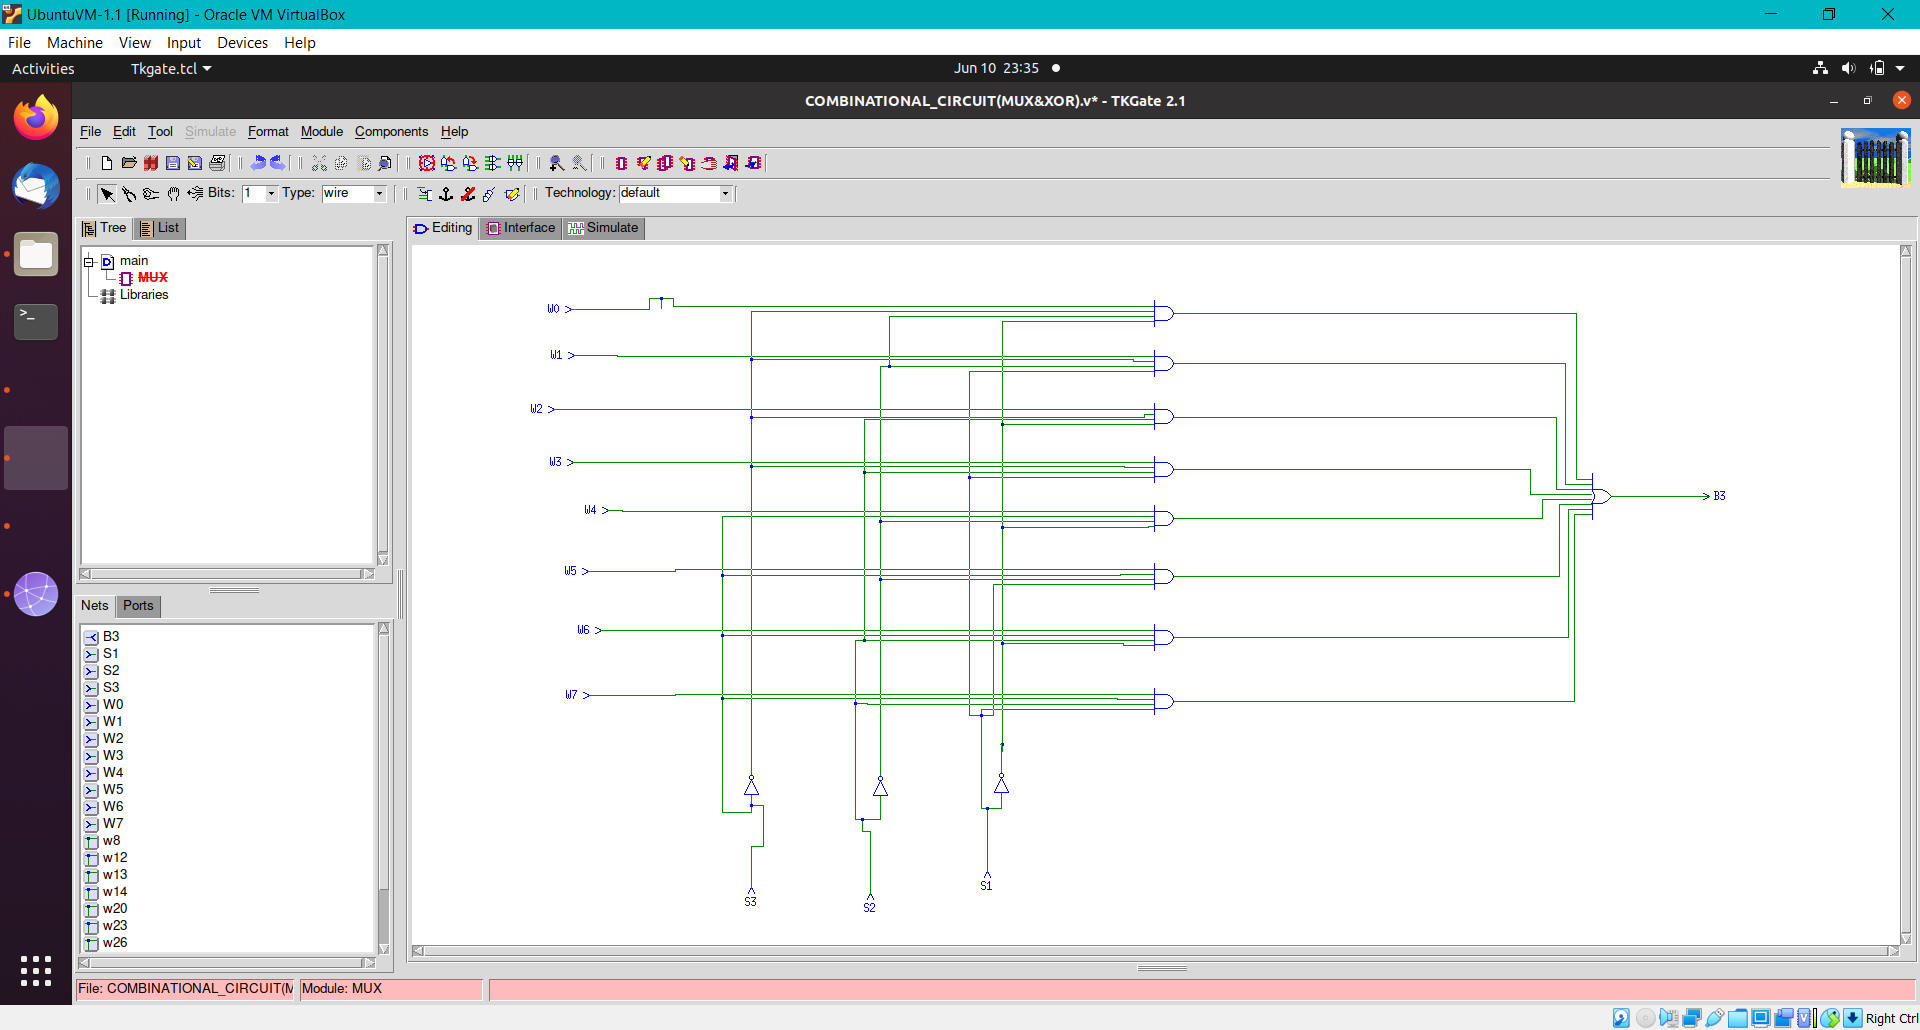 UbuntuVM-1.1 [Running] - Oracle VM VirtualBox
File Machine View Input Devices Help
Activities Tkgate.tcl Jun 10 23:35
COMBINATIONAL_CIRCUIT(MUX&XOR).v* - TKGate 2.1
File Edit Tool Simulate Format Module Components Help
Bits: 1 Type: wire Technology: default
Tree List
Editing Interface Simulate
main
MUX
Libraries
W0
W1
W2
W3
B3
W4
W5
W6
W7
S1
S3
S2
Nets Ports
B3
S1
S2
S3
W0
W1
W2
W3
W4
W5
W6
W7
w8
w12
w13
w14
w20
w23
w26
File: COMBINATIONAL_CIRCUIT(M Module: MUX
Right Ctrl